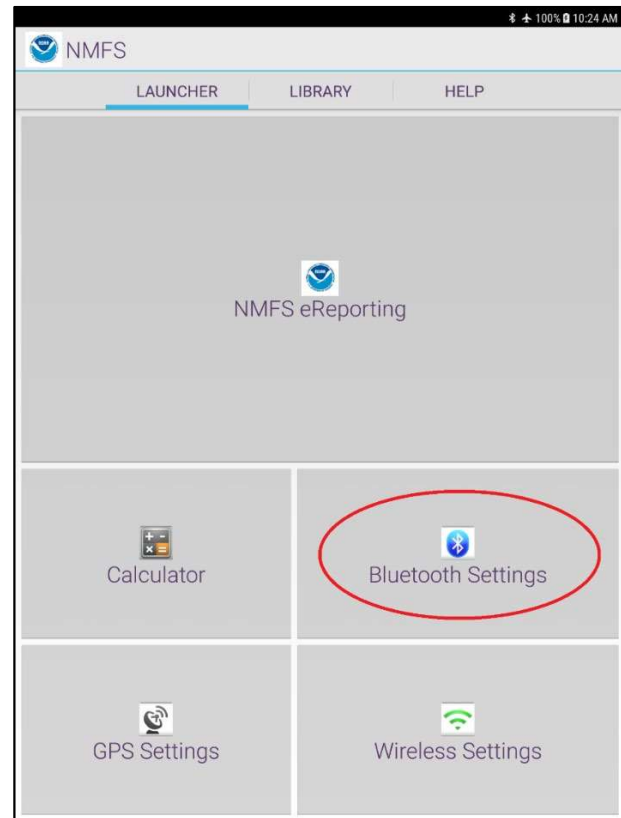 100% 10:24 AM
NMFS
LAUNCHER LIBRARY HELP
NMFS eReporting
Calculator
Bluetooth Settings
GPS Settings
Wireless Settings